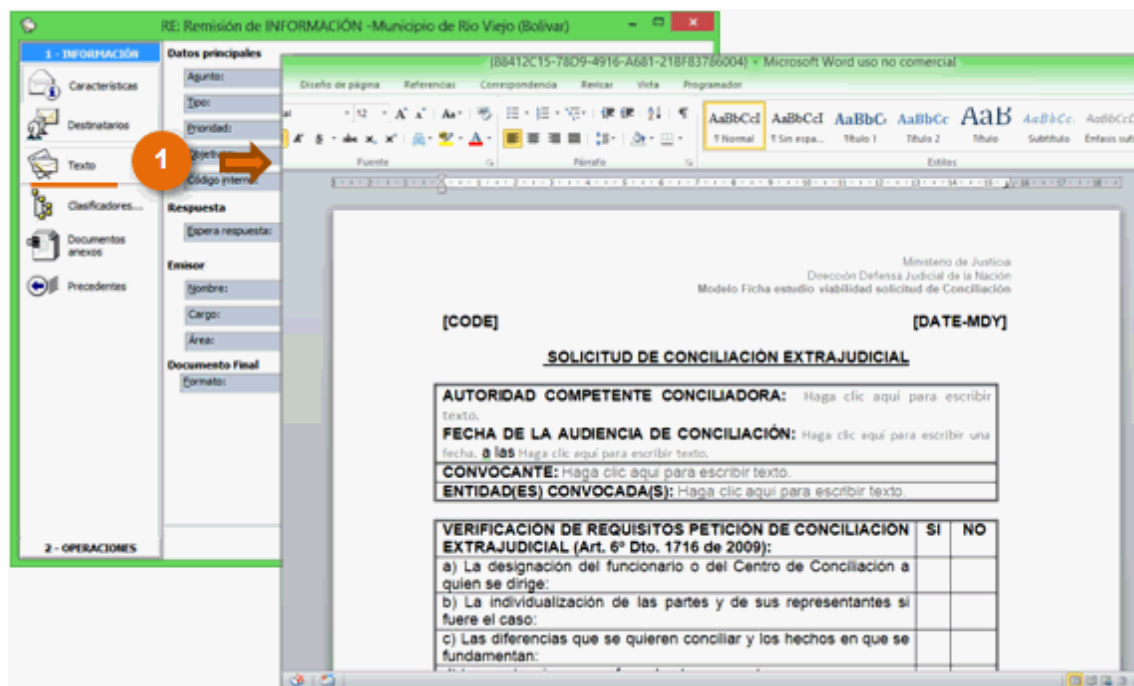 RE: Remisión de INFORMACIÓN -Municipio de Rio Viejo (Bolívar)
1 - INFORMACIÓN
Características
Destinatarios
Texto
Clasificadores...
Documentos
anexos
Precedentes
2 - OPERACIONES
Datos principales
Agunto:
Tipo:
Prioridad:
Objetivo:
Código interno:
Respuesta
Espera respuesta:
Emisor
Nombre:
Cargo:
Área:
Documento Final
Formato:
1
{B8412C15-78D9-4916-A681-21BF83786004} - Microsoft Word uso no comercial
Diseño de página Referencias Correspondencia Revisar Vista Programador
12
AaBbCcI AaBbCcI AaBbC AaBbCc AaB AaBbCc. AaBbCcD
¶ Normal ¶ Sin espa... Título 1 Título 2 Título Subtítulo Énfasis sut
Fuente Párrafo Estilos
Ministerio de Justicia
Dirección Defensa Judicial de la Nación
Modelo Ficha estudio viabilidad solicitud de Conciliación
[CODE] [DATE-MDY]
SOLICITUD DE CONCILIACIÓN EXTRAJUDICIAL
AUTORIDAD COMPETENTE CONCILIADORA: Haga clic aquí para escribir
texto.
FECHA DE LA AUDIENCIA DE CONCILIACIÓN: Haga clic aquí para escribir una
fecha. a las Haga clic aquí para escribir texto.
CONVOCANTE: Haga clic aquí para escribir texto.
ENTIDAD(ES) CONVOCADA(S): Haga clic aquí para escribir texto.
VERIFICACIÓN DE REQUISITOS PETICIÓN DE CONCILIACIÓN SI NO
EXTRAJUDICIAL (Art. 6º Dto. 1716 de 2009):
a) La designación del funcionario o del Centro de Conciliación a
quien se dirige:
b) La individualización de las partes y de sus representantes si
fuere el caso:
c) Las diferencias que se quieren conciliar y los hechos en que se
fundamentan: